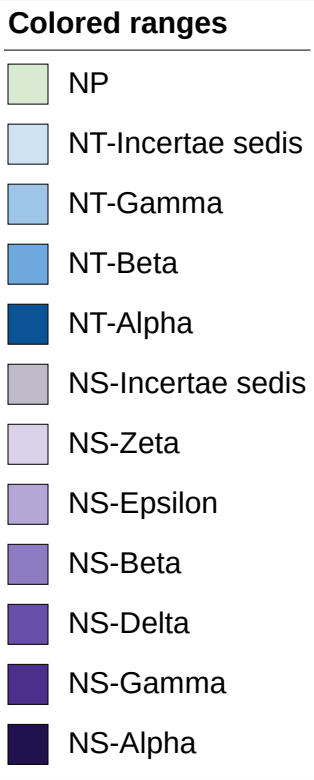 Colored ranges
NP
NT-Incertae sedis
NT-Gamma
NT-Beta
NT-Alpha
NS-Incertae sedis
NS-Zeta
NS-Epsilon
NS-Beta
NS-Delta
NS-Gamma
NS-Alpha